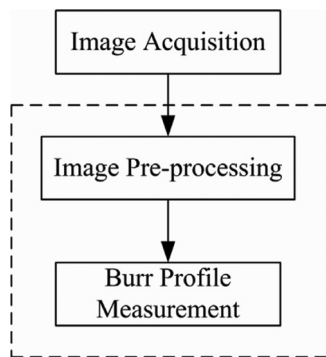 Image Acquisition
Image Pre-processing
Burr Profile
Measurement